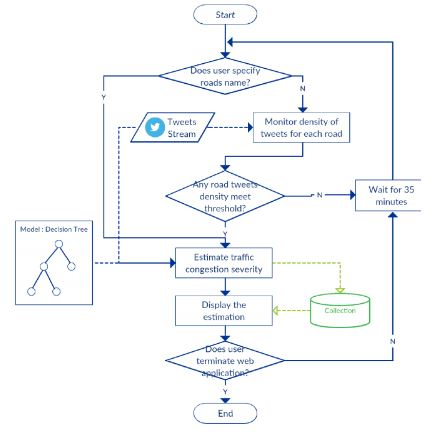 Start
Does user specify
roads name?
Y
N
Tweets
Stream
Monitor density of
tweets for each road
Any road tweets
density meet
threshold?
N
Wait for 35
minutes
Y
Model : Decision Tree
Estimate traffic
congestion severity
Display the
estimation
Collection
Does user
terminate web
application?
N
Y
End